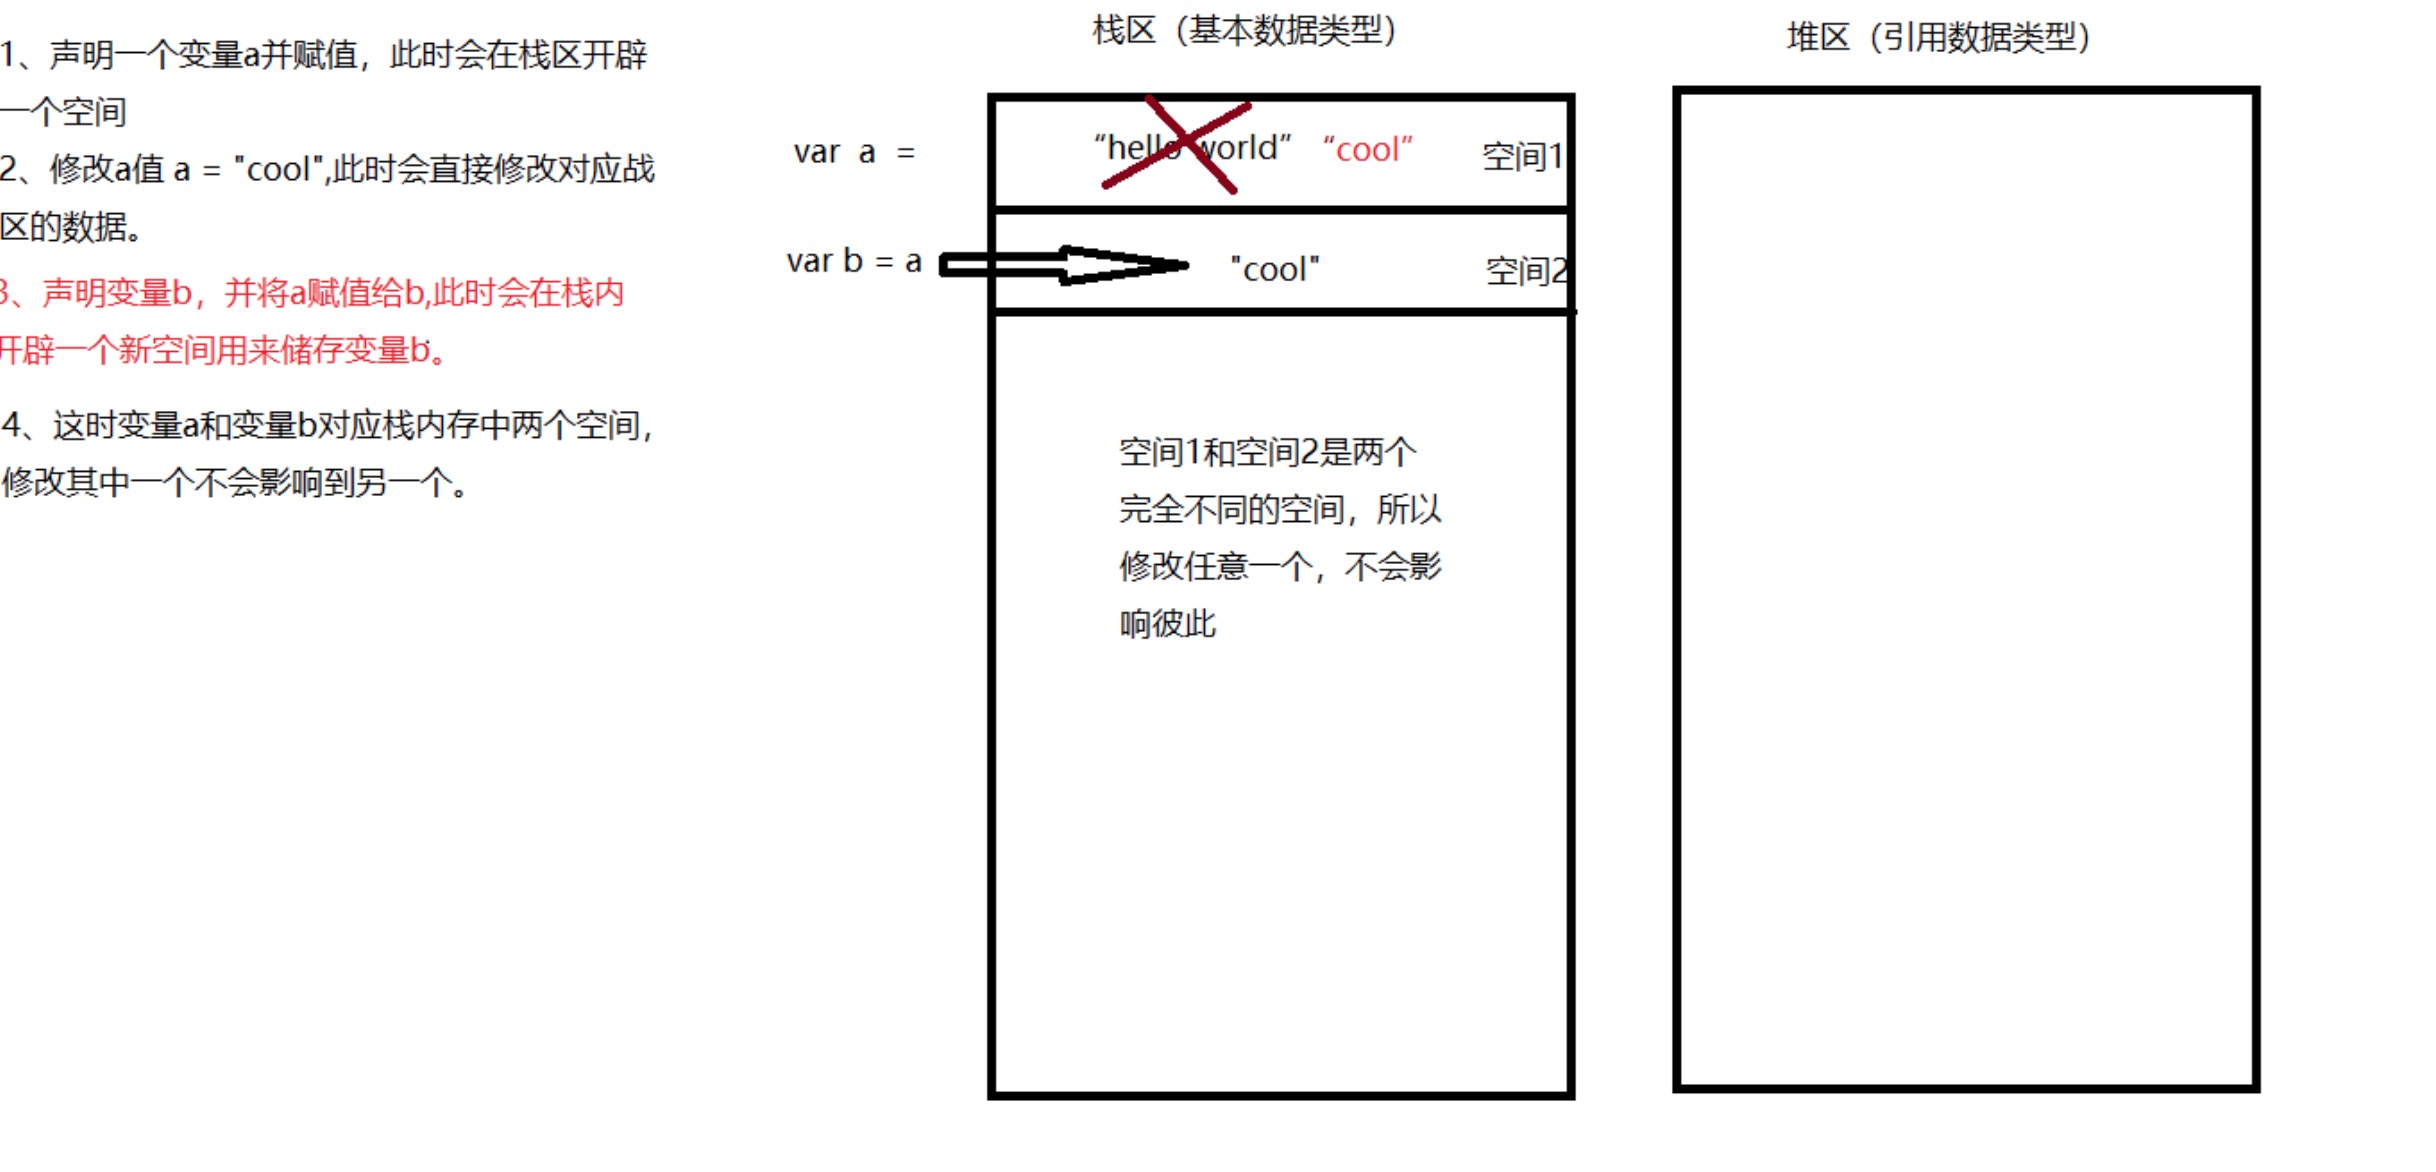 1、声明一个变量a并赋值，此时会在栈区开辟
一个空间
2、修改a值 a = "cool",此时会直接修改对应战
区的数据。
3、声明变量b，并将a赋值给b,此时会在栈内
开辟一个新空间用来储存变量b。
4、这时变量a和变量b对应栈内存中两个空间，
修改其中一个不会影响到另一个。
栈区（基本数据类型）
var a =
“hello world” “cool” 空间1
var b = a
"cool" 空间2
空间1和空间2是两个
完全不同的空间，所以
修改任意一个，不会影
响彼此
堆区（引用数据类型）